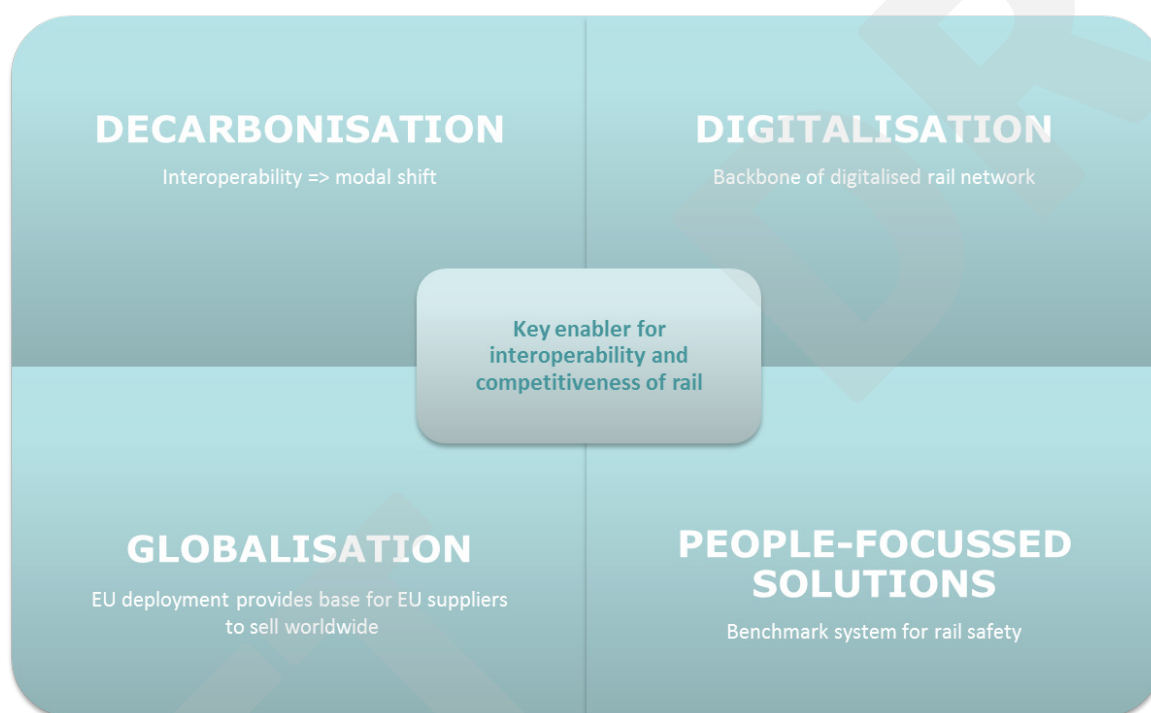 DECARBONISATION
Interoperability => modal shift
DIGITALISATION
Backbone of digitalised rail network
Key enabler for
interoperability and
competitiveness of rail
GLOBALISATION
EU deployment provides base for EU suppliers
to sell worldwide
PEOPLE-FOCUSSED
SOLUTIONS
Benchmark system for rail safety